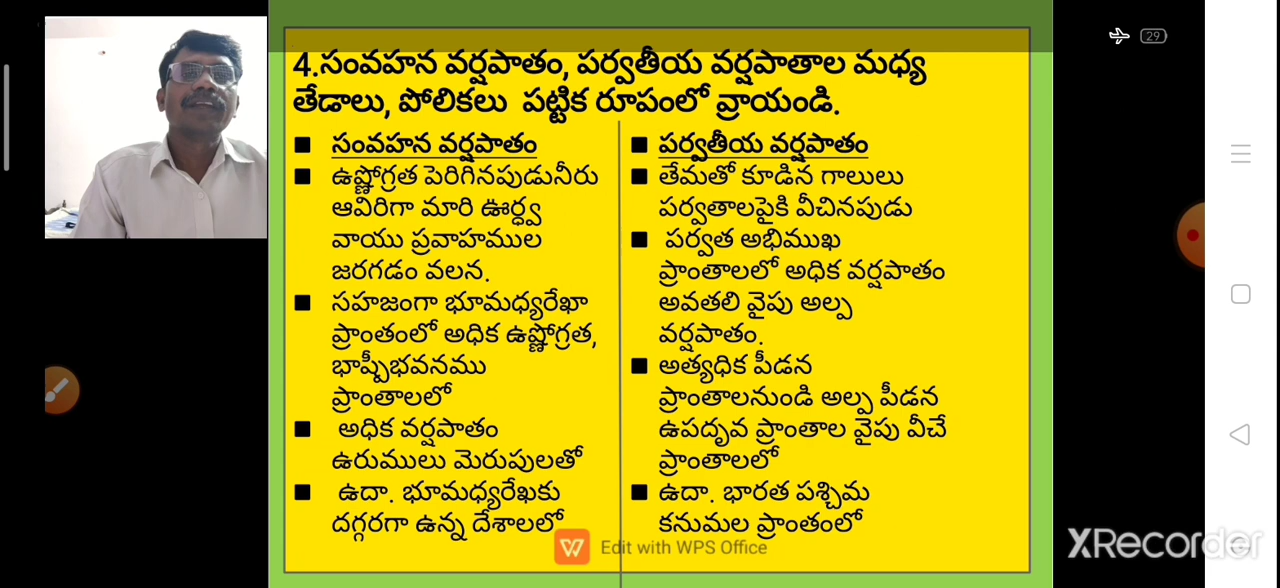 4.సంవహన వర్షపాతం, పర్వతీయ వర్షపాతాల మధ్య
తేడాలు, పోలికలు పట్టిక రూపంలో వ్రాయండి.
■ సంవహన వర్షపాతం
■ ఉష్ణోగ్రత పెరిగినపుడునీరు
ఆవిరిగా మారి ఊర్ధ్వ
వాయు ప్రవాహముల
జరగడం వలన.
■ సహజంగా భూమధ్యరేఖా
ప్రాంతంలో అధిక ఉష్ణోగ్రత,
భాష్పీభవనము
ప్రాంతాలలో
■ అధిక వర్షపాతం
ఉరుములు మెరుపులతో
■ ఉదా. భూమధ్యరేఖకు
దగ్గరగా ఉన్న దేశాలలో
■ పర్వతీయ వర్షపాతం
■ తేమతో కూడిన గాలులు
పర్వతాలపైకి వీచినపుడు
■ పర్వత అభిముఖ
ప్రాంతాలలో అధిక వర్షపాతం
అవతలి వైపు అల్ప
వర్షపాతం.
■ అత్యధిక పీడన
ప్రాంతాలనుండి అల్ప పీడన
ఉపదృవ ప్రాంతాల వైపు వీచే
ప్రాంతాలలో
■ ఉదా. భారత పశ్చిమ
కనుమల ప్రాంతంలో
Edit with WPS Office
29
XRecorder